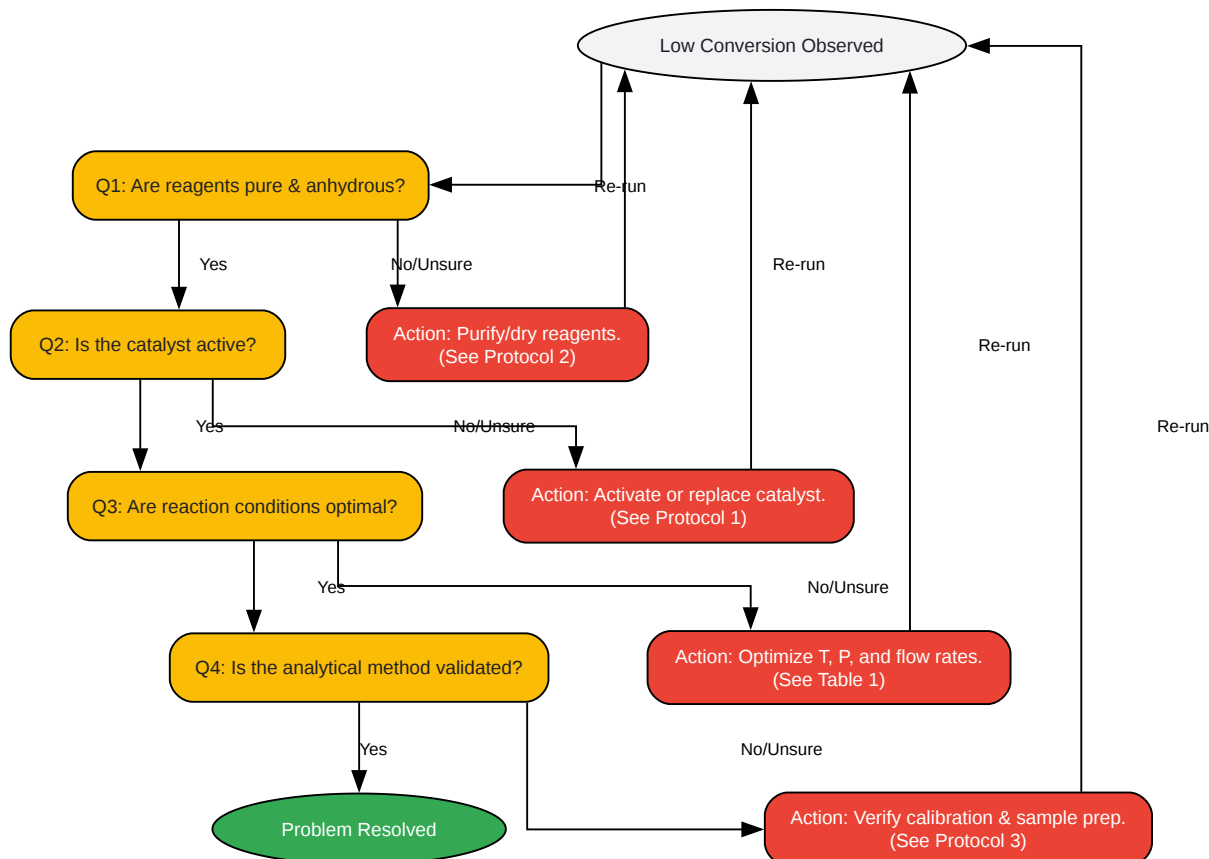 Low Conversion Observed
Q1: Are reagents pure & anhydrous?
Re-run
Yes
No/Unsure
Re-run
Q2: Is the catalyst active?
Action: Purify/dry reagents.
(See Protocol 2)
Re-run
Yes
No/Unsure
Re-run
Q3: Are reaction conditions optimal?
Action: Activate or replace catalyst.
(See Protocol 1)
Yes
No/Unsure
Q4: Is the analytical method validated?
Action: Optimize T, P, and flow rates.
(See Table 1)
Yes
No/Unsure
Problem Resolved
Action: Verify calibration & sample prep.
(See Protocol 3)